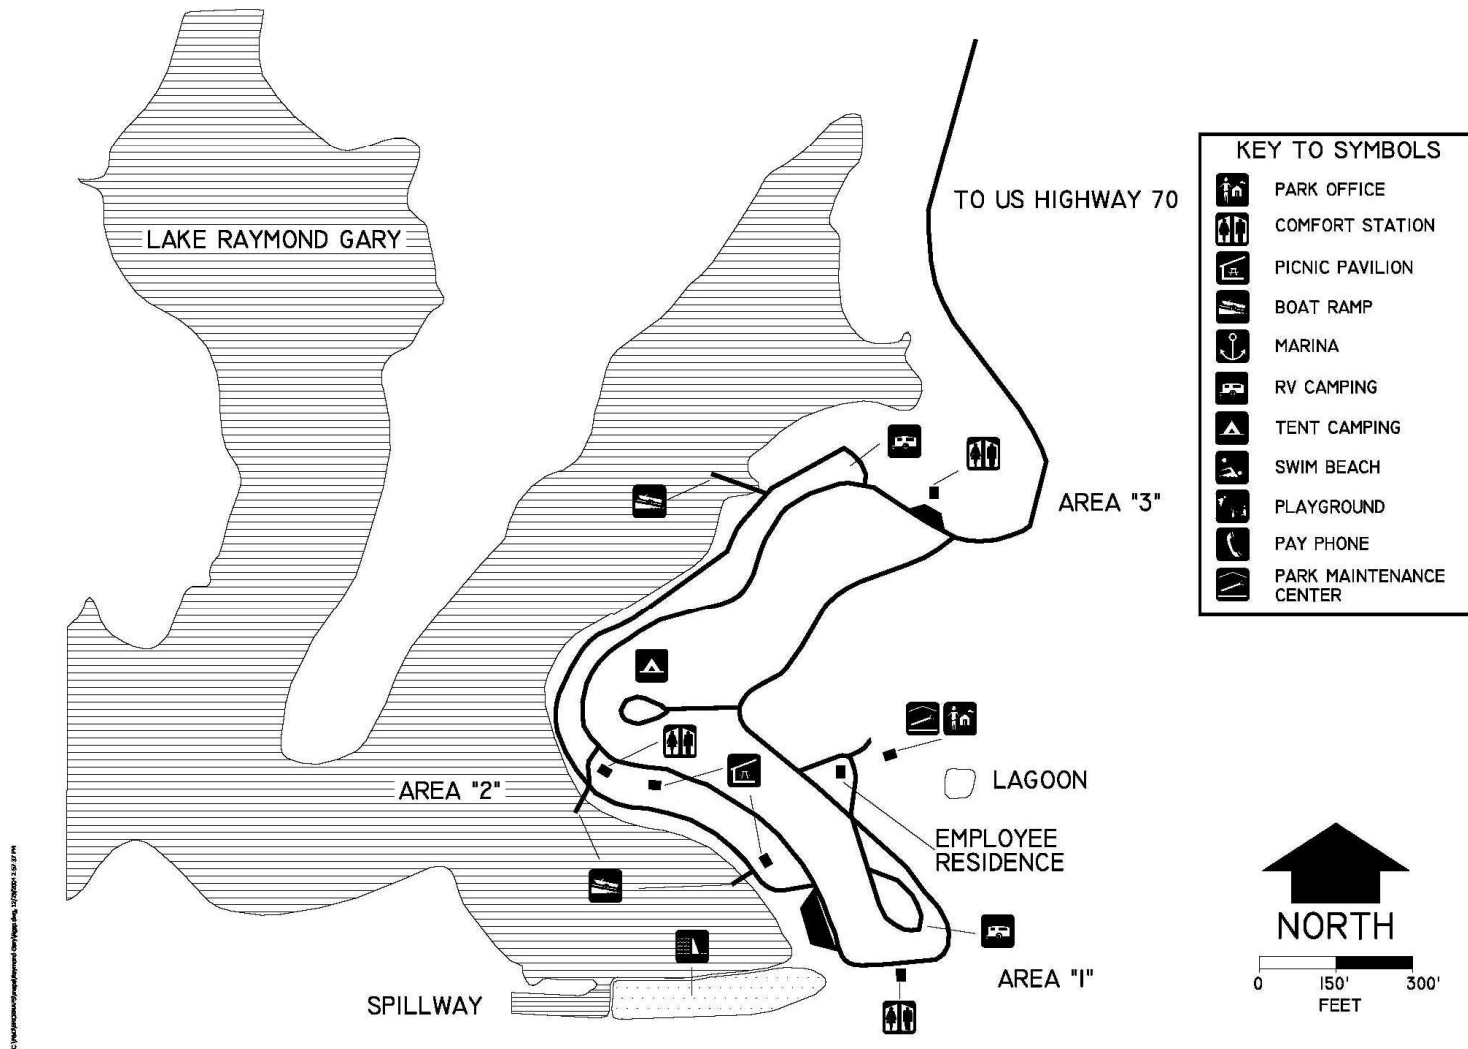 LAKE RAYMOND GARY
TO US HIGHWAY 70
KEY TO SYMBOLS
PARK OFFICE
COMFORT STATION
PICNIC PAVILION
BOAT RAMP
MARINA
RV CAMPING
TENT CAMPING
SWIM BEACH
PLAYGROUND
PAY PHONE
PARK MAINTENANCE
CENTER
AREA "3"
AREA "2"
LAGOON
EMPLOYEE
RESIDENCE
AREA "1"
SPILLWAY
NORTH
0 150' 300'
FEET